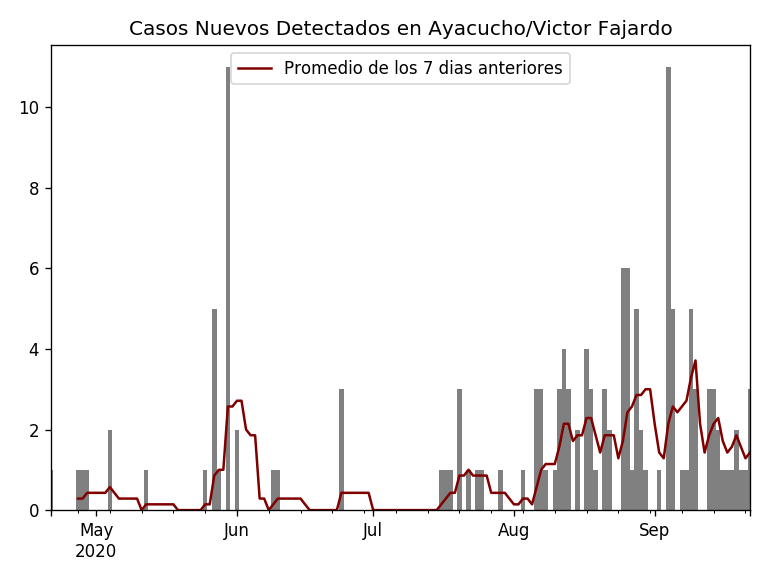 Casos Nuevos Detectados en Ayacucho/Victor Fajardo
Promedio de los 7 dias anteriores
10
8
6
4
2
0
May Jun Jul Aug Sep
2020